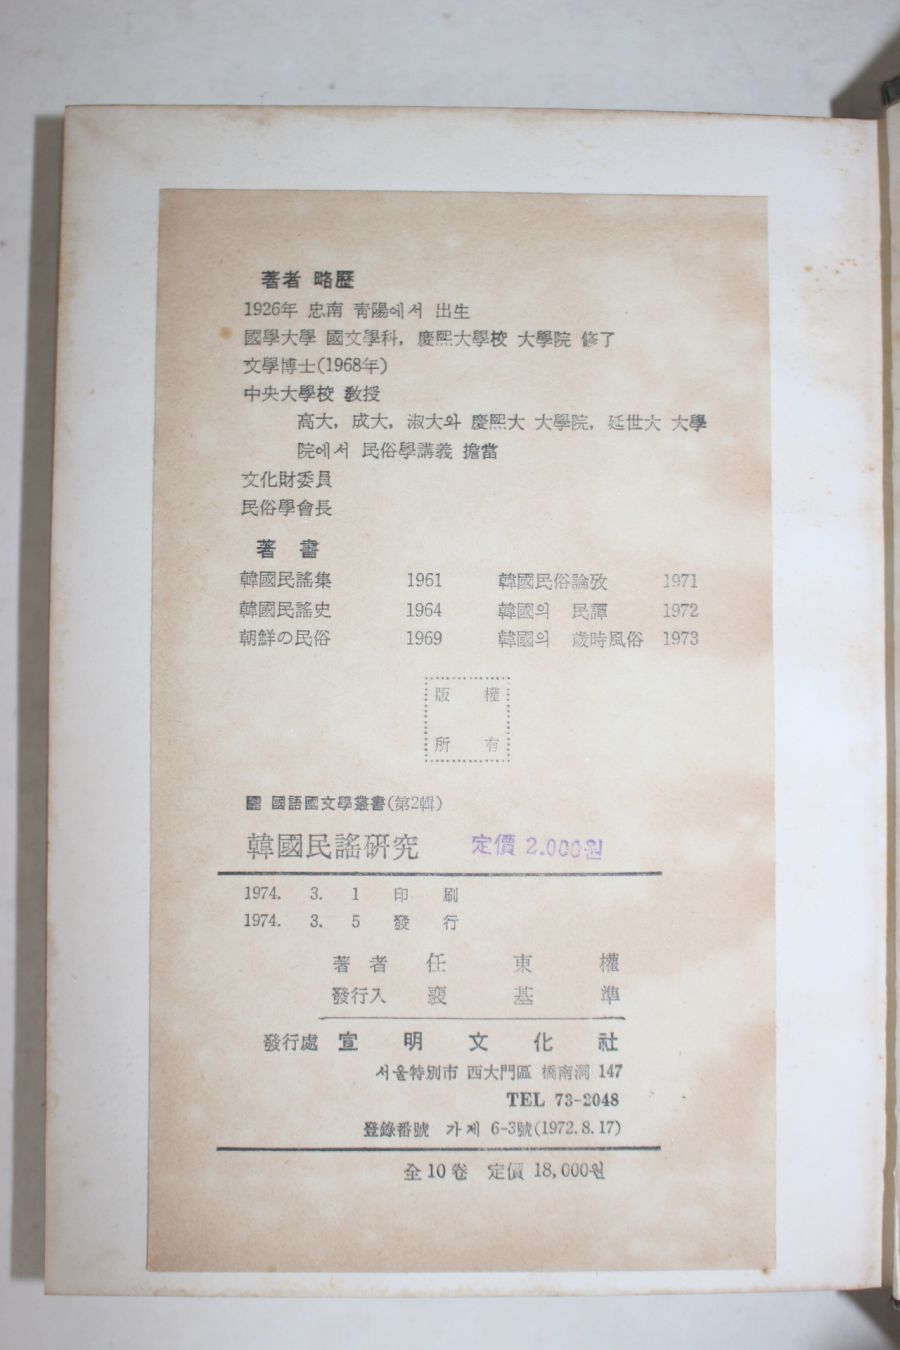 著者 略歷
1926年 忠南 靑陽에서 出生
國學大學 國文學科, 慶熙大學校 大學院 修了
文學博士(1968年)
中央大學校 敎授
高大, 成大, 淑大와 慶熙大 大學院, 延世大 大學
院에서 民俗學講義 擔當
文化財委員
民俗學會長
著 書
韓國民謠集 1961 韓國民俗論攷 1971
韓國民謠史 1964 韓國의 民譚 1972
朝鮮の民俗 1969 韓國의 歲時風俗 1973
版 權
所 有
國語國文學叢書(第2輯)
韓國民謠硏究 定價 2.000원
1974. 3. 1 印 刷
1974. 3. 5 發 行
著 者 任 東 權
發行人 裵 基 準
發行處 宣 明 文 化 社
서울特別市 西大門區 橋南洞 147
TEL 73-2048
登錄番號 가제 6-3號(1972.8.17)
全10卷 定價 18,000원